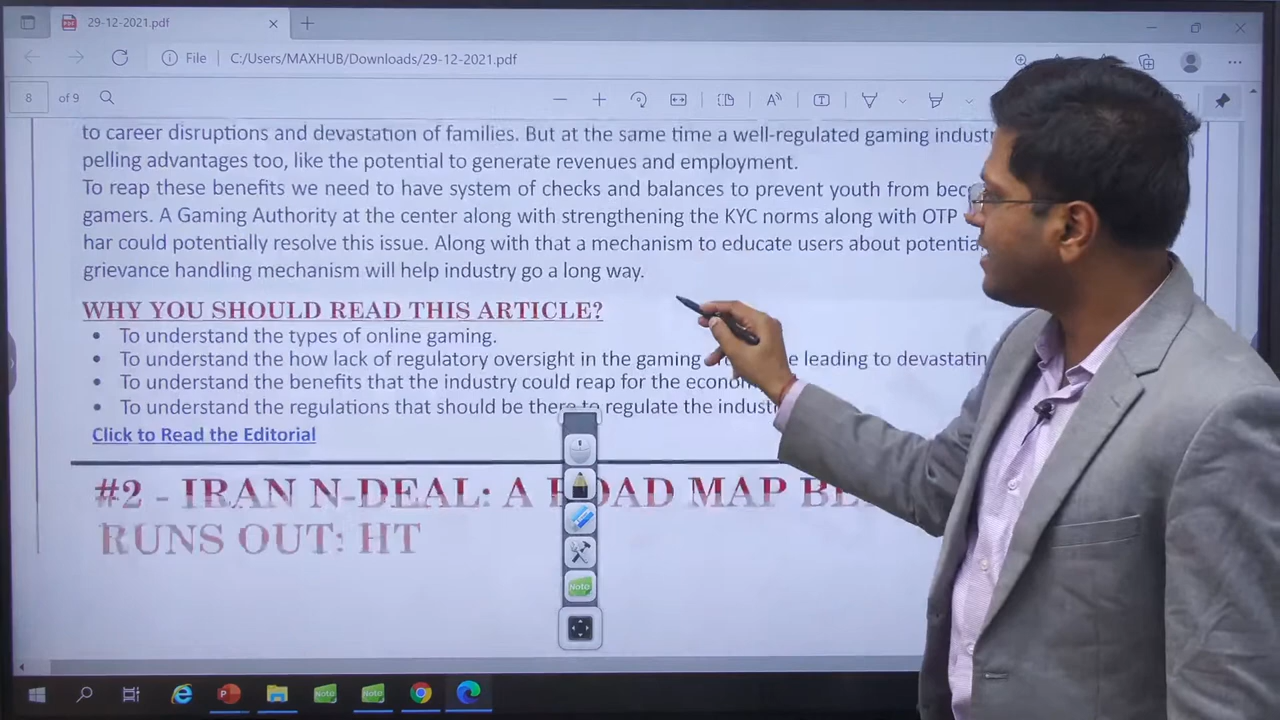 29-12-2021.pdf
File
C:/Users/MAXHUB/Downloads/29-12-2021.pdf
8 of 9
to career disruptions and devastation of families. But at the same time a well-regulated gaming
pelling advantages too, like the potential to generate revenues and employment.
To reap these benefits we need to have system of checks and balances to prevent youth from
gamers. A Gaming Authority at the center along with strengthening the KYC norms along with OTP
har could potentially resolve this issue. Along with that a mechanism to educate users about
grievance handling mechanism will help industry go a long way.
WHY YOU SHOULD READ THIS ARTICLE?
• To understand the types of online gaming.
• To understand the how lack of regulatory oversight in the gaming leading to
• To understand the benefits that the industry could reap for the
• To understand the regulations that should be there to regulate the
Click to Read the Editorial
#2 - IRAN N-DEAL: A ROAD MAP
RUNS OUT: HT
Note
Note
Note